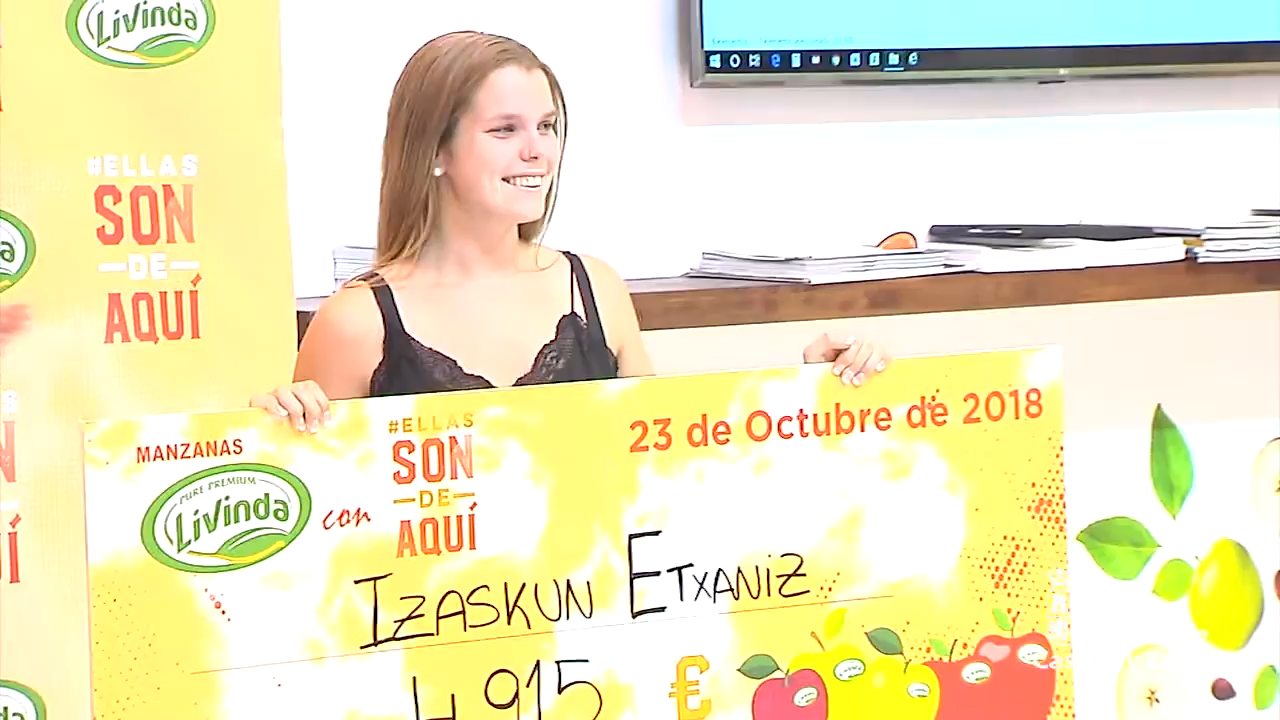 Livinda
#ELLAS
SON
DE
AQUÍ
MANZANAS
PURE PREMIUM
Livinda
con
#ELLAS
SON
DE
AQUÍ
23 de Octubre de 2018
IZASKUN ETXANIZ
4915 €